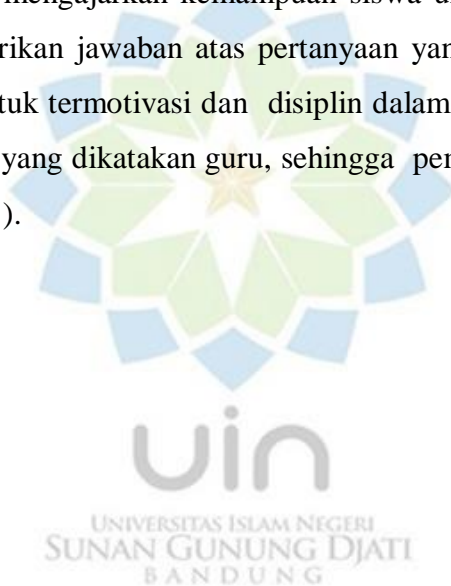 mengajarkan kemampuan siswa u
rikan jawaban atas pertanyaan yan
tuk termotivasi dan disiplin dalam
yang dikatakan guru, sehingga per
).
uin
UNIVERSITAS ISLAM NEGERI
SUNAN GUNUNG DJATI
BANDUNG